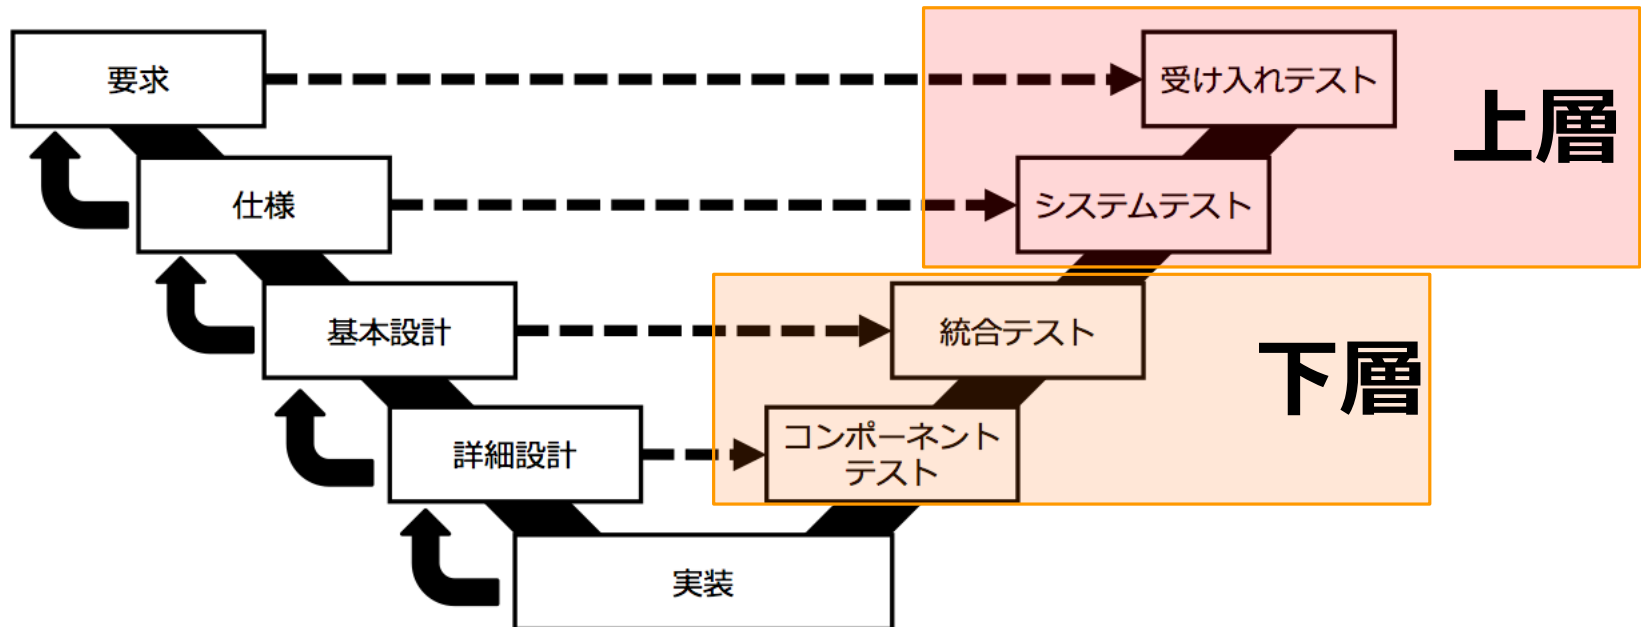 要求
受け入れテスト
上層
仕様
システムテスト
基本設計
統合テスト
下層
詳細設計
コンポーネント
テスト
実装